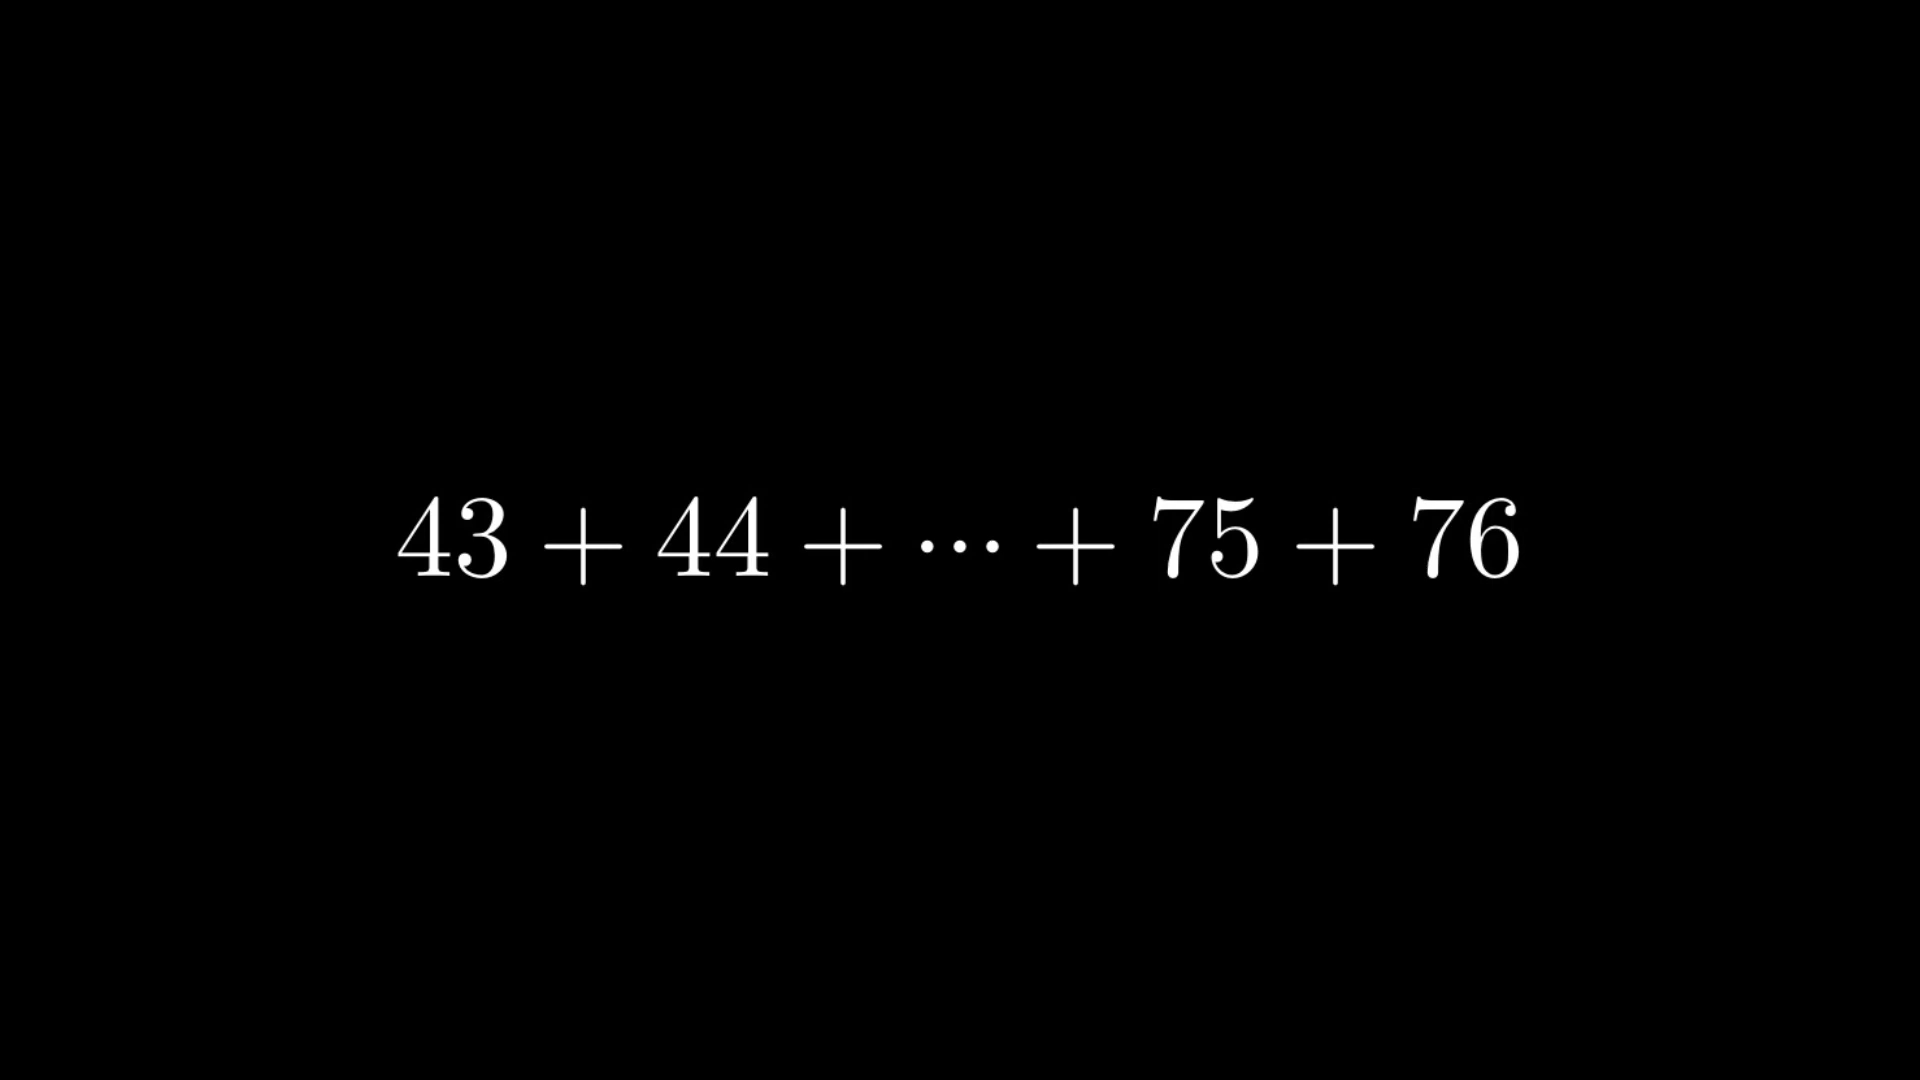 43 + 44 + ⋯ + 75 + 76